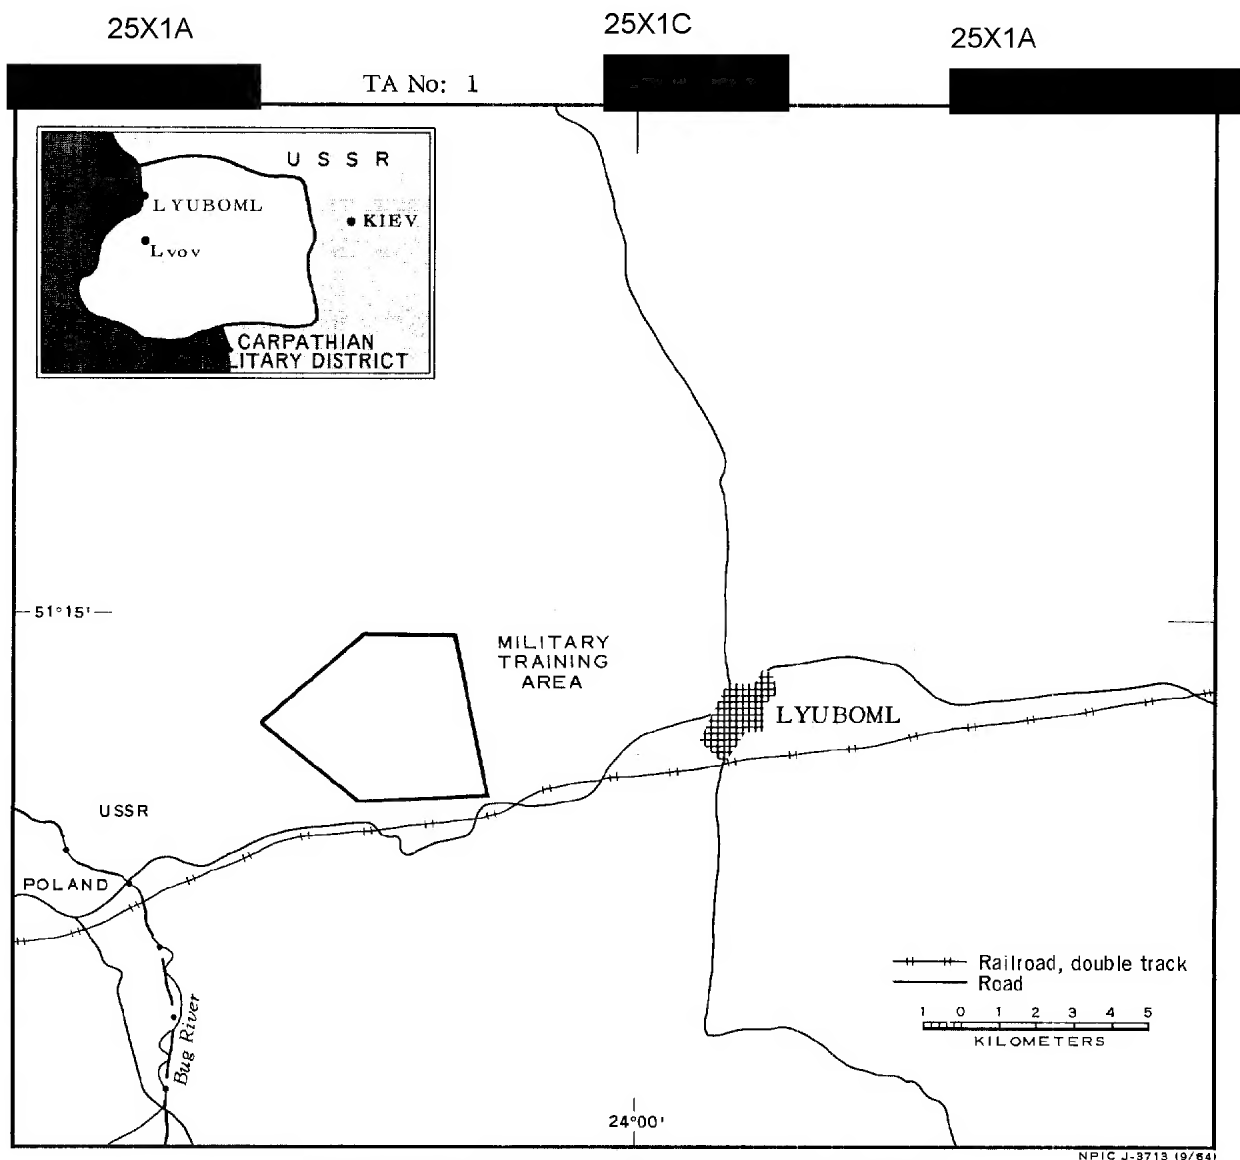 25X1A
25X1C
25X1A
TA No: 1
USSR
LYUBOML
KIEV
Lvov
CARPATHIAN
LITARY DISTRICT
51°15'
MILITARY
TRAINING
AREA
LYUBOML
USSR
POLAND
Bug River
Railroad, double track
Road
1 0 1 2 3 4 5
KILOMETERS
24°00'
NPIC J-3713 (9/64)